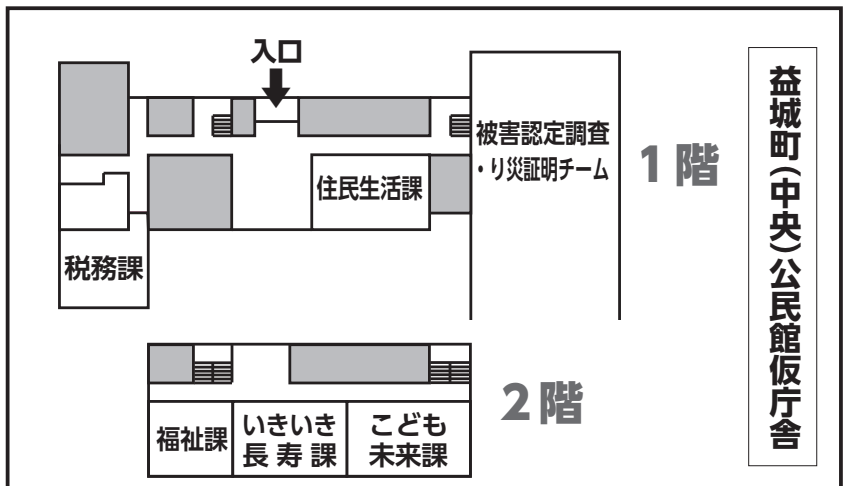 入口
被害認定調査
・り災証明チーム
住民生活課
税務課
1階
益城町(中央)公民館仮庁舎
2階
福祉課
いきいき
長寿課
こども
未来課